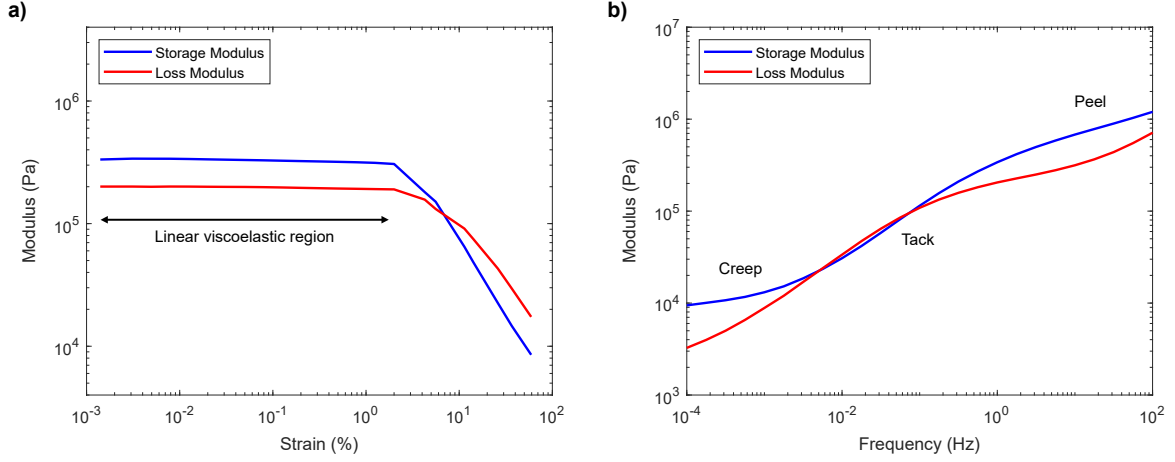 a)
Storage Modulus
Loss Modulus
Linear viscoelastic region
Modulus (Pa)
10^6
10^5
10^4
10^-3 10^-2 10^-1 10^0 10^1 10^2
Strain (%)
b)
Storage Modulus
Loss Modulus
Peel
Tack
Creep
Modulus (Pa)
10^7
10^6
10^5
10^4
10^3
10^-4 10^-2 10^0 10^2
Frequency (Hz)